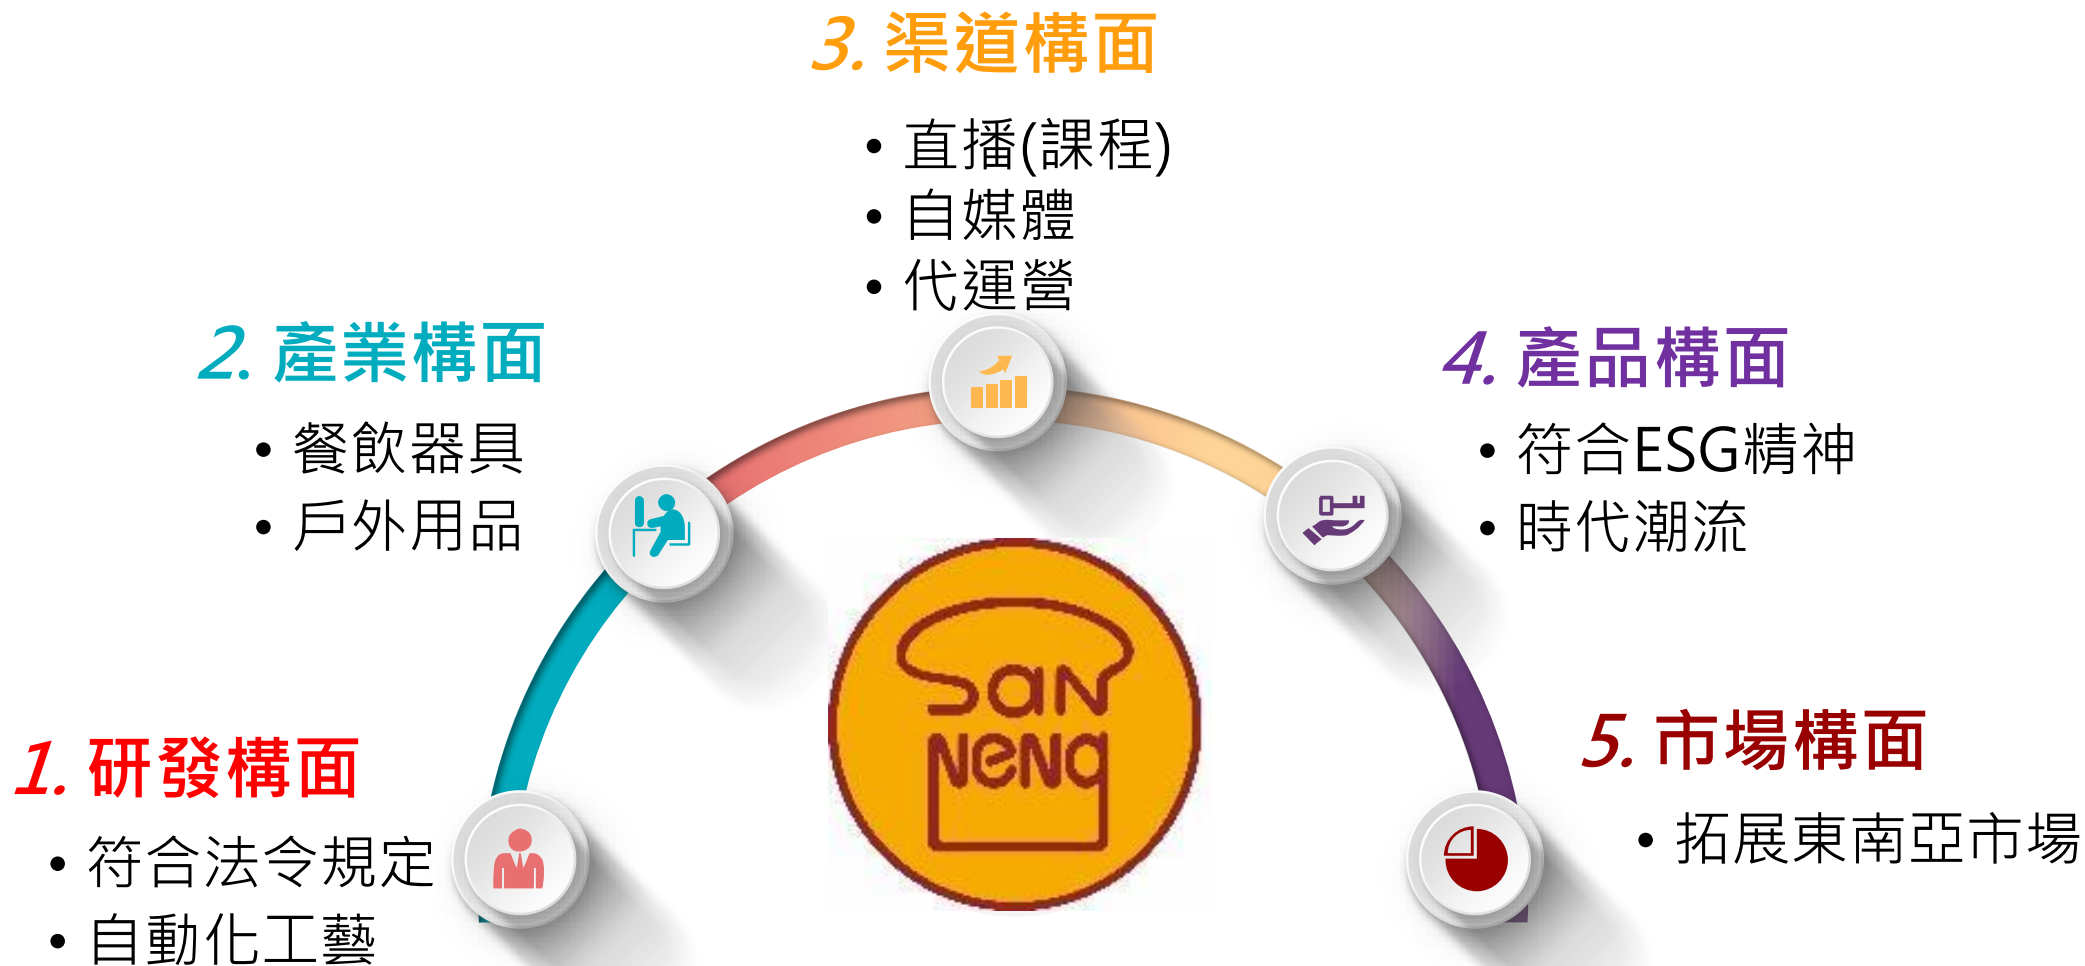 3. 渠道構面
• 直播(課程)
• 自媒體
• 代運營
2. 產業構面
• 餐飲器具
• 戶外用品
4. 產品構面
• 符合ESG精神
• 時代潮流
SAN
NENG
1. 研發構面
• 符合法令規定
• 自動化工藝
5. 市場構面
• 拓展東南亞市場